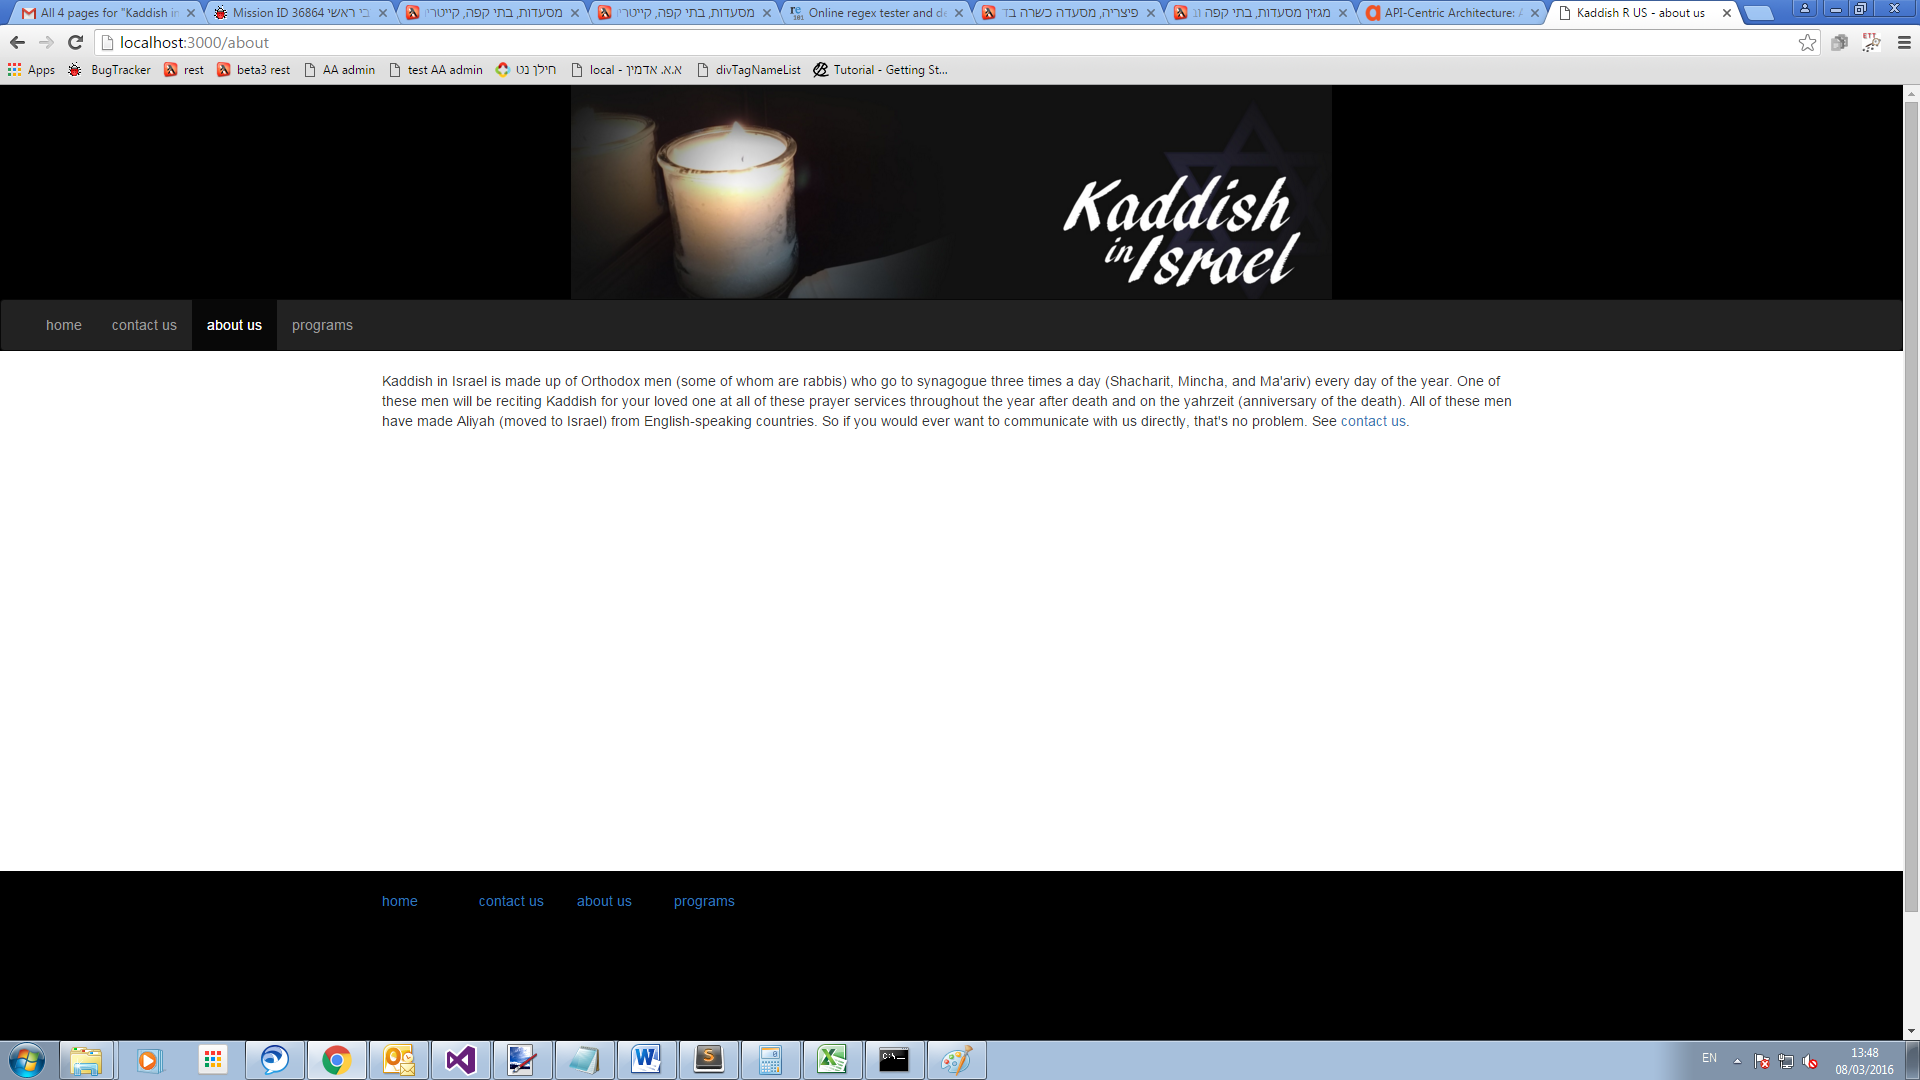 All 4 pages for "Kaddish in
Mission ID 36864 בי ראשי
מסעדות, בתי קפה, קייטרי
מסעדות, בתי קפה, קייטרי
Online regex tester and de
פיצריה, מסעדה כשרה בד
מגזין מסעדות, בתי קפה ו
API-Centric Architecture: A
Kaddish R US - about us
localhost:3000/about
Apps
BugTracker
rest
beta3 rest
AA admin
test AA admin
חילן נט
א.א. אדמין - local
divTagNameList
Tutorial - Getting St...
Kaddish
in Israel
home
contact us
about us
programs
Kaddish in Israel is made up of Orthodox men (some of whom are rabbis) who go to synagogue three times a day (Shacharit, Mincha, and Ma'ariv) every day of the year. One of
these men will be reciting Kaddish for your loved one at all of these prayer services throughout the year after death and on the yahrzeit (anniversary of the death). All of these men
have made Aliyah (moved to Israel) from English-speaking countries. So if you would ever want to communicate with us directly, that's no problem. See contact us.
home
contact us
about us
programs
EN
13:48
08/03/2016